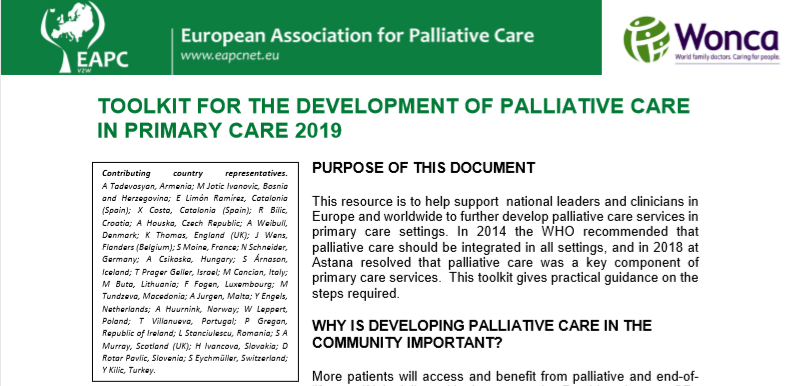 EAPC
VZW
European Association for Palliative Care
www.eapcnet.eu
Wonca
World family doctors. Caring for people.
TOOLKIT FOR THE DEVELOPMENT OF PALLIATIVE CARE
IN PRIMARY CARE 2019
Contributing country representatives.
A Tadevosyan, Armenia; M Jotic Ivanovic, Bosnia
and Herzegovina; E Limón Ramírez, Catalonia
(Spain); X Costa, Catalonia (Spain); R Bilic,
Croatia; A Houska, Czech Republic; A Weibull,
Denmark; K Thomas, England (UK); J Wens,
Flanders (Belgium); S Moine, France; N Schneider,
Germany; A Csikoska, Hungary; S Árnason,
Iceland; T Prager Geller, Israel; M Cancian, Italy;
M Buta, Lithuania; F Fogen, Luxembourg; M
Tundzeva, Macedonia; A Jurgen, Malta; Y Engels,
Netherlands; A Huurnink, Norway; W Leppert,
Poland; T Villanueva, Portugal; P Gregan,
Republic of Ireland; L Stanciulescu, Romania; S A
Murray, Scotland (UK); H Ivancova, Slovakia; D
Rotar Pavlic, Slovenia; S Eychmüller, Switzerland;
Y Kilic, Turkey.
PURPOSE OF THIS DOCUMENT
This resource is to help support national leaders and clinicians in
Europe and worldwide to further develop palliative care services in
primary care settings. In 2014 the WHO recommended that
palliative care should be integrated in all settings, and in 2018 at
Astana resolved that palliative care was a key component of
primary care services. This toolkit gives practical guidance on the
steps required.
WHY IS DEVELOPING PALLIATIVE CARE IN THE
COMMUNITY IMPORTANT?
More patients will access and benefit from palliative and end-of-